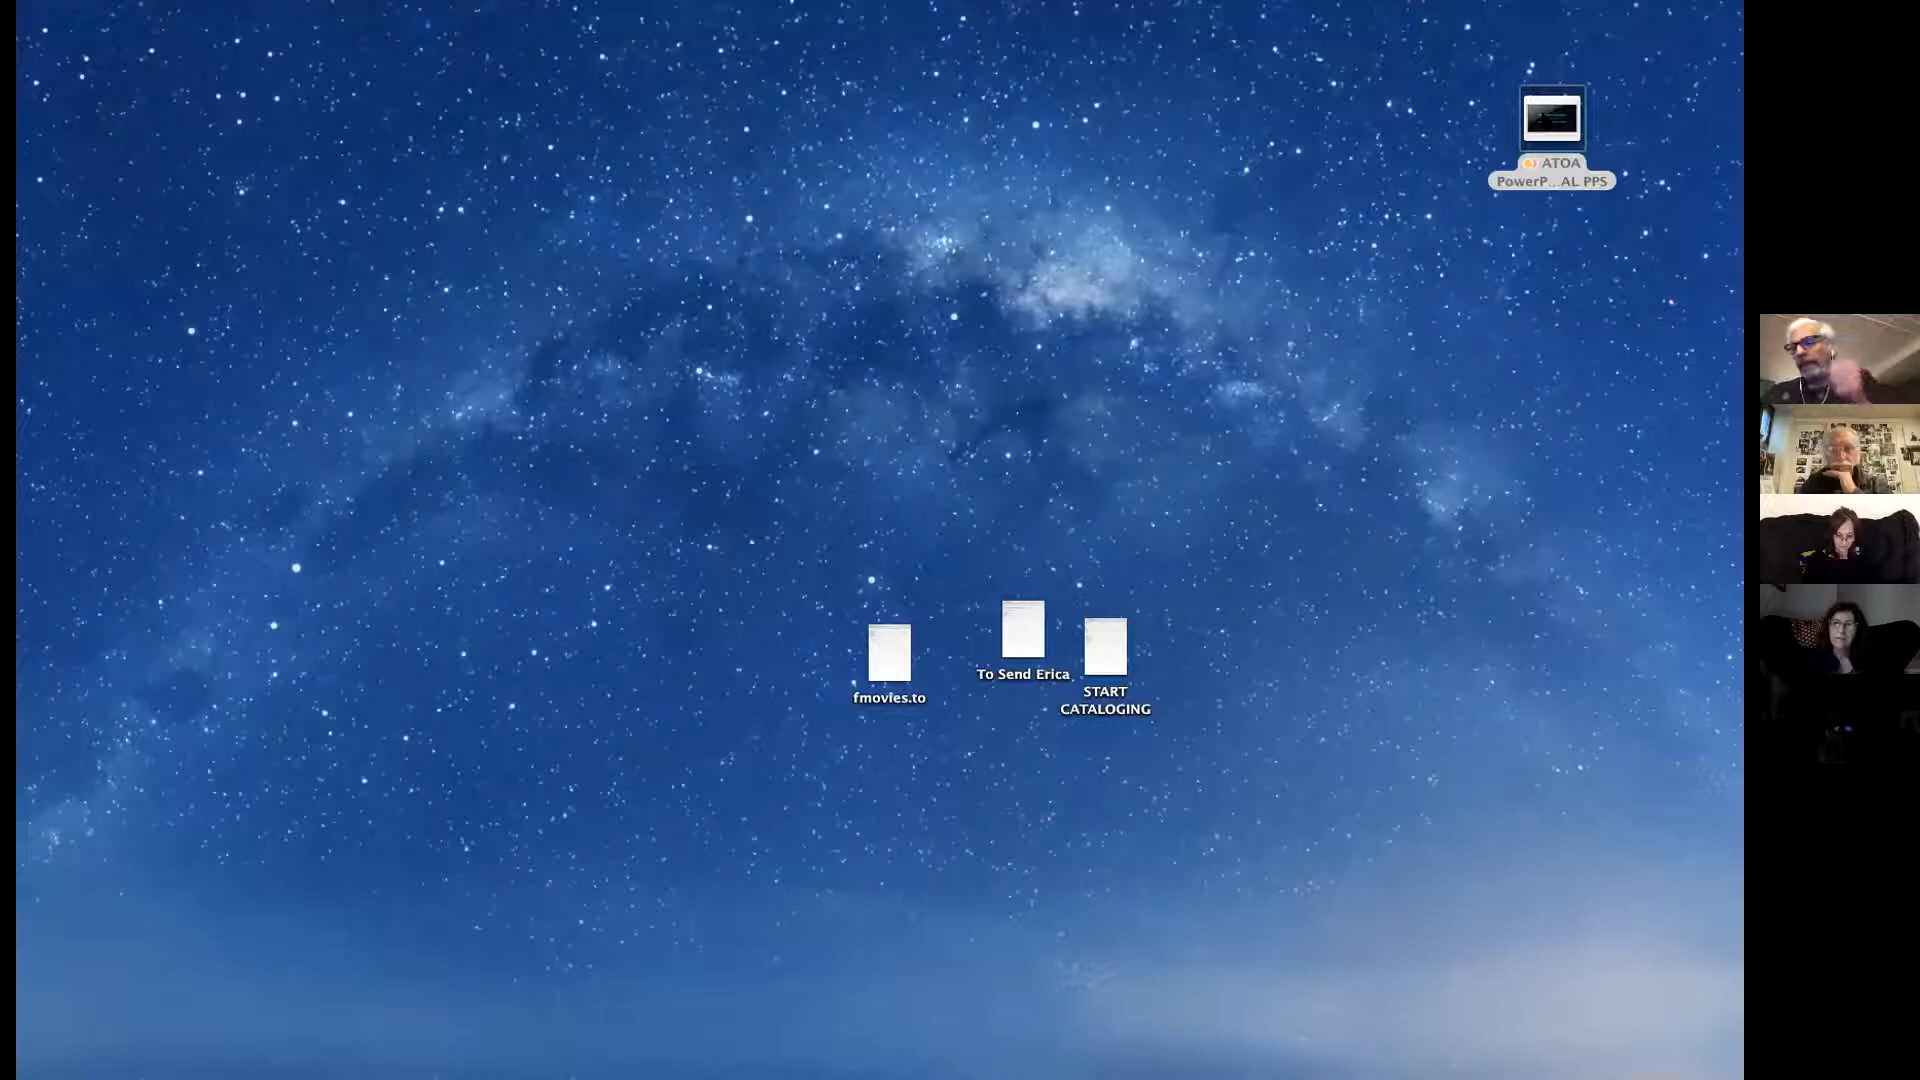 ATOA
PowerP...AL PPS
fmovies.to
To Send Erica
START
CATALOGING